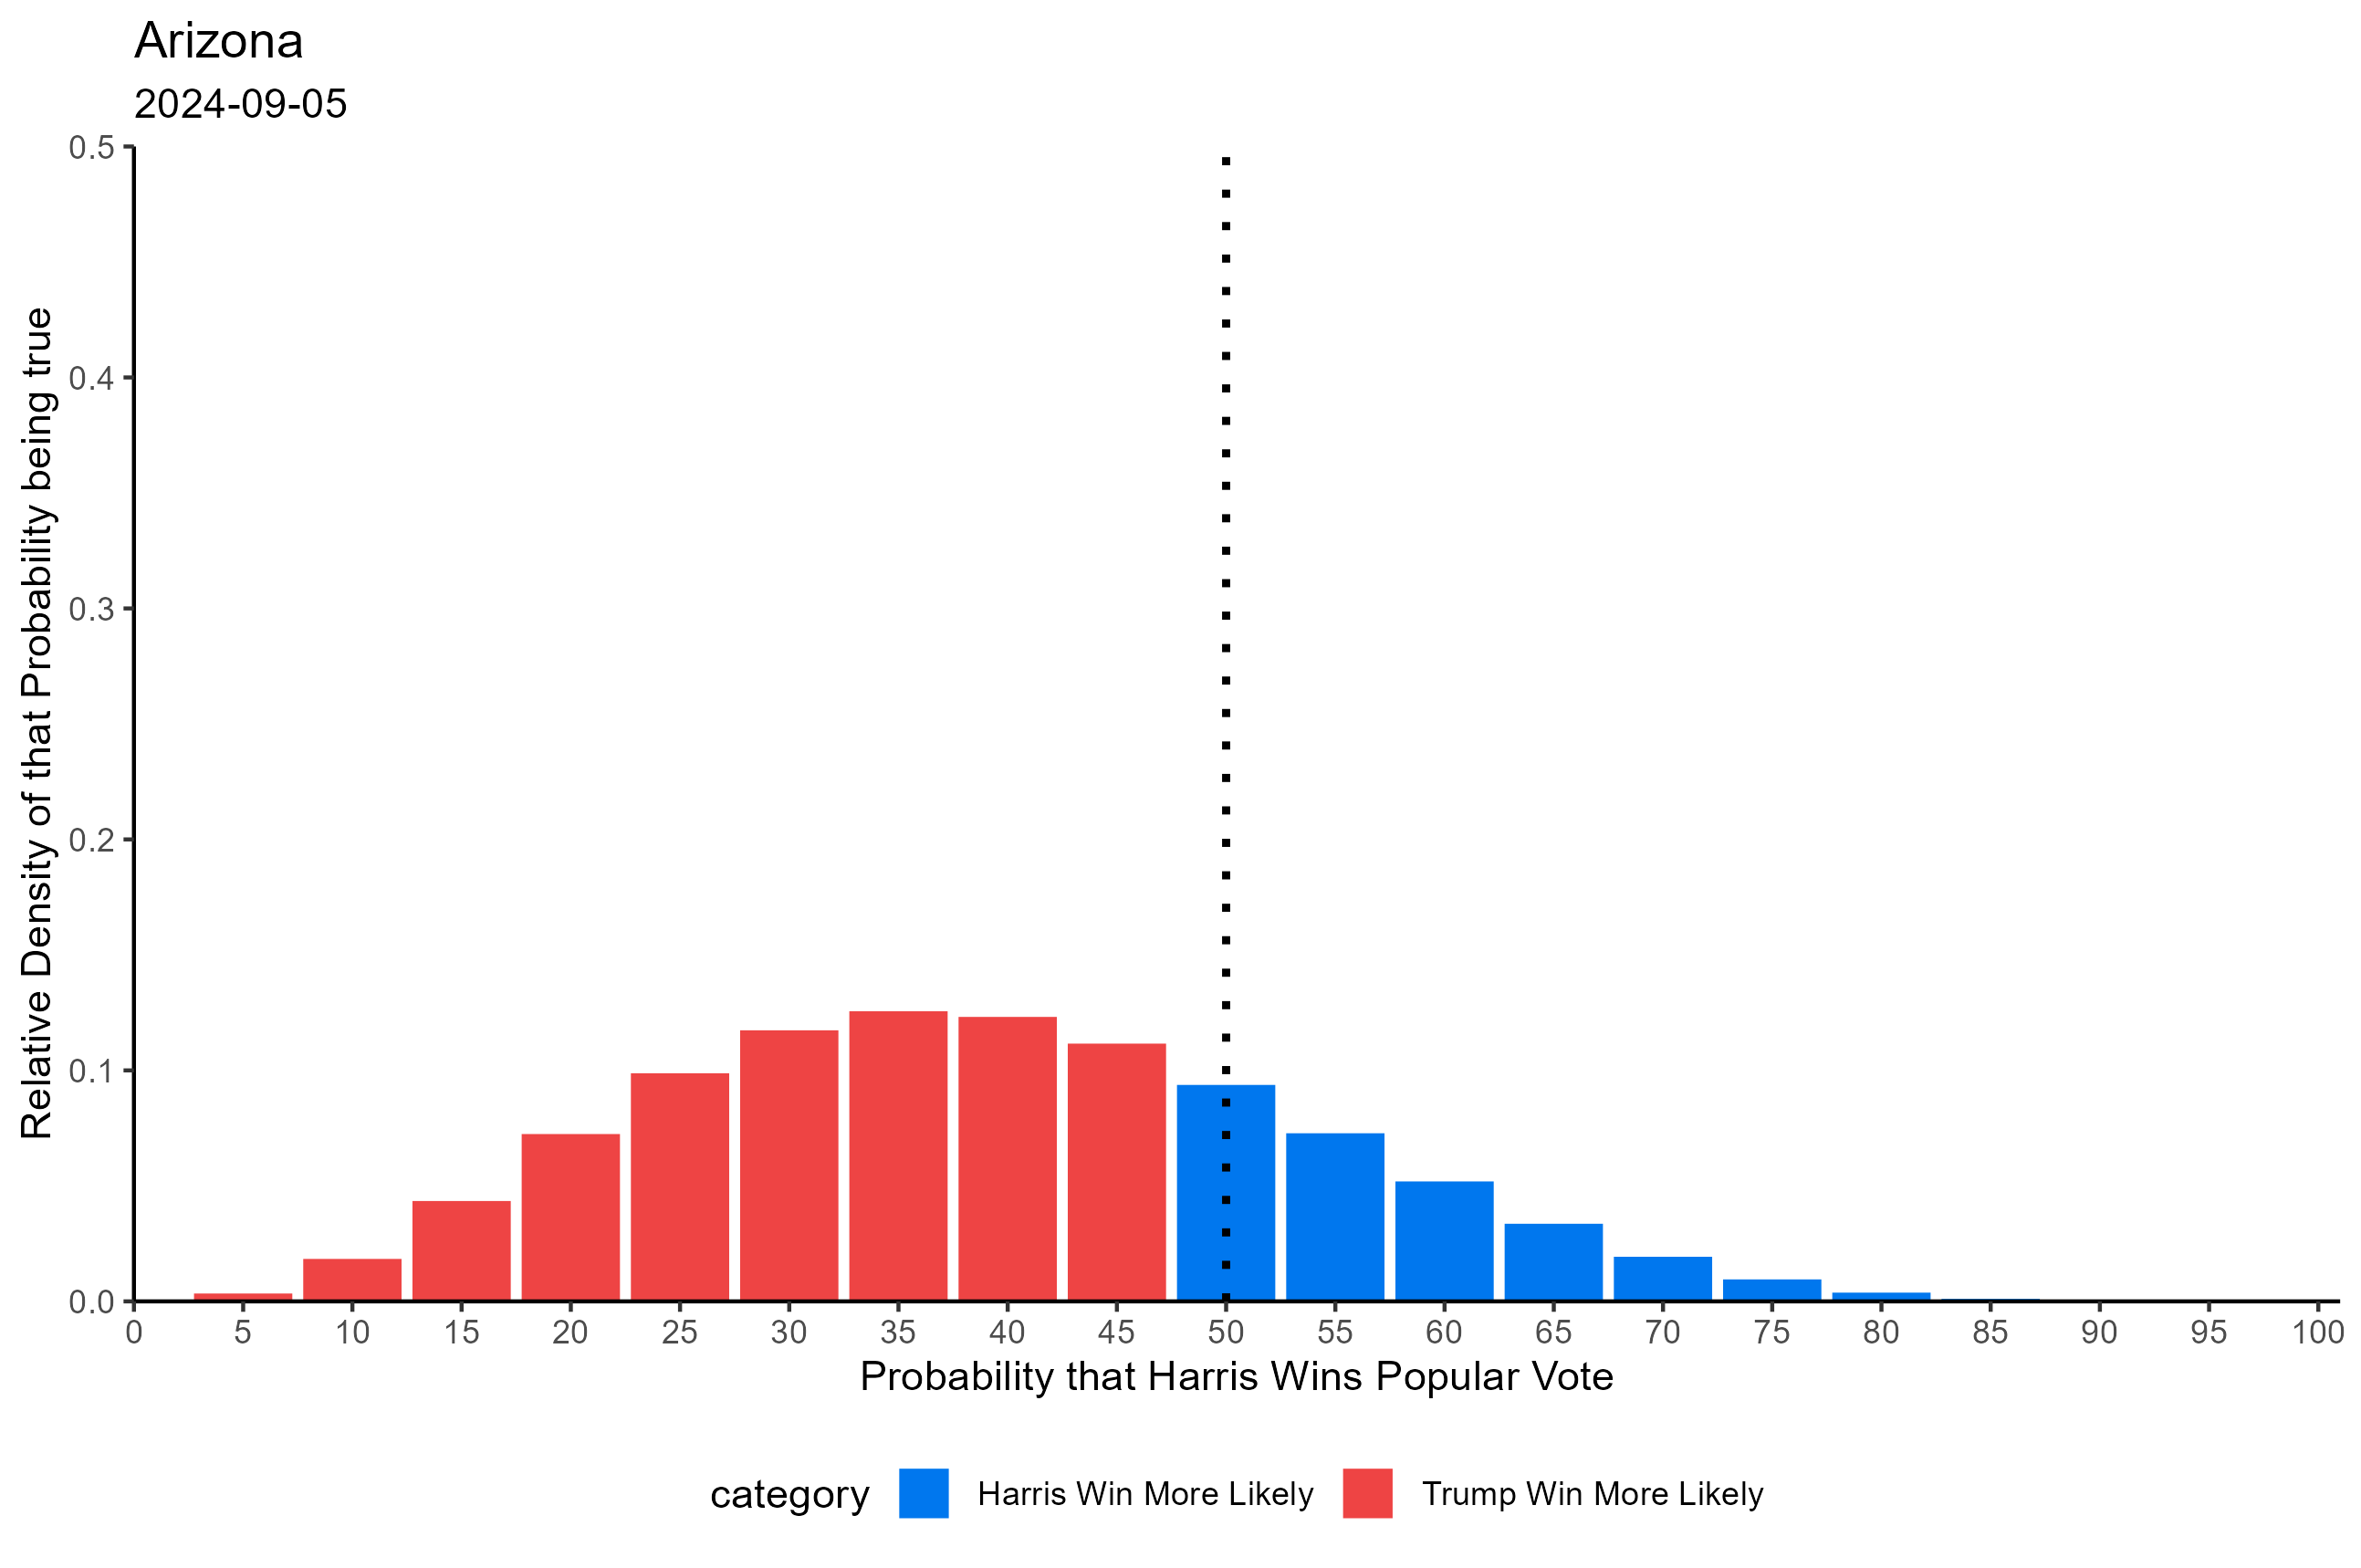 Arizona
2024-09-05
Relative Density of that Probability being true
0.5
0.4
0.3
0.2
0.1
0.0
0 5 10 15 20 25 30 35 40 45 50 55 60 65 70 75 80 85 90 95 100
Probability that Harris Wins Popular Vote
category Harris Win More Likely Trump Win More Likely